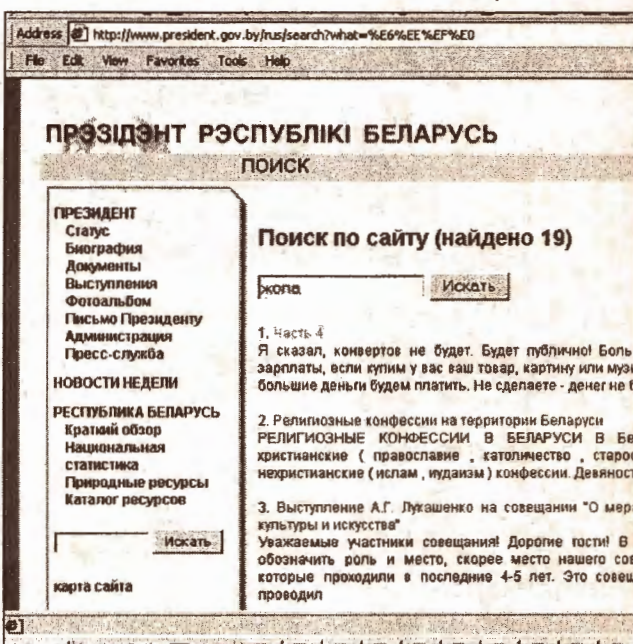 Address http://www.president.gov.by/rus/search?what=%E6%EE%EF%E0
File Edit View Favorites Tools Help
ПРЭЗІДЭНТ РЭСПУБЛІКІ БЕЛАРУСЬ
ПОИСК
ПРЕЗИДЕНТ
Статус
Биография
Документы
Выступления
Фотоальбом
Письмо Президенту
Администрация
Пресс-служба
НОВОСТИ НЕДЕЛИ
РЕСПУБЛИКА БЕЛАРУСЬ
Краткий обзор
Национальная
статистика
Природные ресурсы
Каталог ресурсов
Искать
карта сайта
Поиск по сайту (найдено 19)
жопа Искать
1. Часть 4
Я сказал, конвертов не будет. Будет публично! Боль
зарплаты, если купим у вас ваш товар, картину или музы
большие деньги будем платить. Не сделаете - денег не б
2. Религиозные конфессии на территории Беларуси
РЕЛИГИОЗНЫЕ КОНФЕССИИ В БЕЛАРУСИ В Бе
христианские ( православие , католичество , старо
нехристианские ( ислам , иудаизм ) конфессии. Девяност
3. Выступление А.Г. Лукашенко на совещании "О мер
культуры и искусства"
Уважаемые участники совещания! Дорогие гости! В
обозначить роль и место, скорее место нашего сов
которые проходили в последние 4-5 лет. Это совещ
проводил